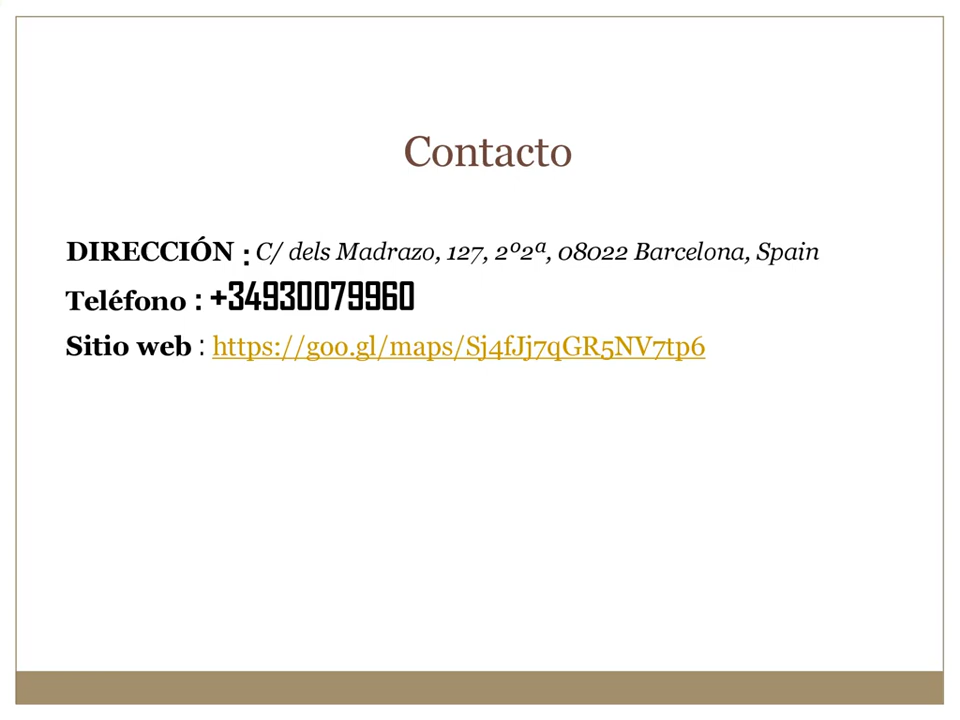 Contacto
DIRECCIÓN : C/ dels Madrazo, 127, 2º2ª, 08022 Barcelona, Spain
Teléfono : +34930079960
Sitio web : https://goo.gl/maps/Sj4fJj7qGR5NV7tp6